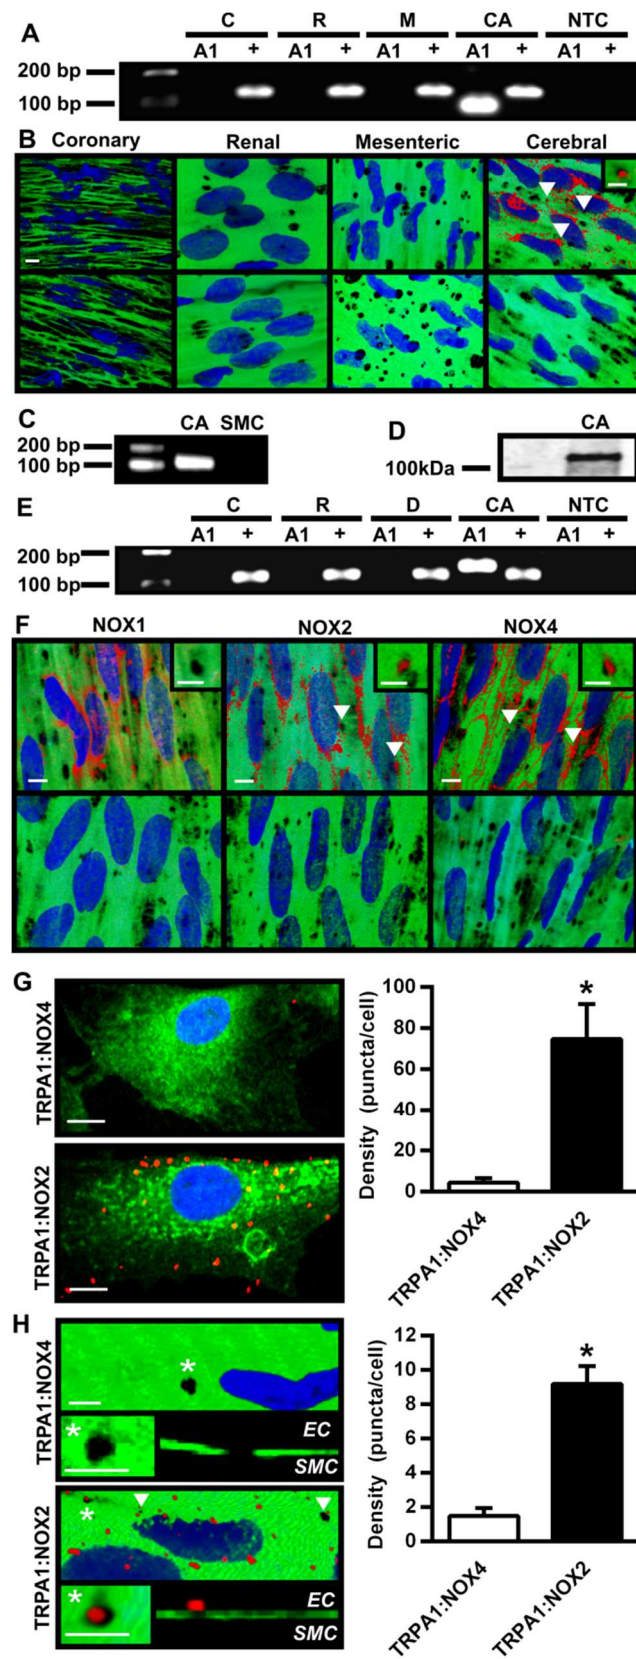 A
C R M CA NTC
A1 + A1 + A1 + A1 + A1 +
200 bp
100 bp
B
Coronary Renal Mesenteric Cerebral
C
CA SMC
200 bp
100 bp
D
CA
100kDa
E
C R D CA NTC
A1 + A1 + A1 + A1 + A1 +
200 bp
100 bp
F
NOX1 NOX2 NOX4
G
TRPA1:NOX4
TRPA1:NOX2
Density (puncta/cell)
100
80
60
40
20
0
*
TRPA1:NOX4
TRPA1:NOX2
H
TRPA1:NOX4
*
*
EC
SMC
TRPA1:NOX2
*
*
EC
SMC
Density (puncta/cell)
12
10
8
6
4
2
0
*
TRPA1:NOX4
TRPA1:NOX2